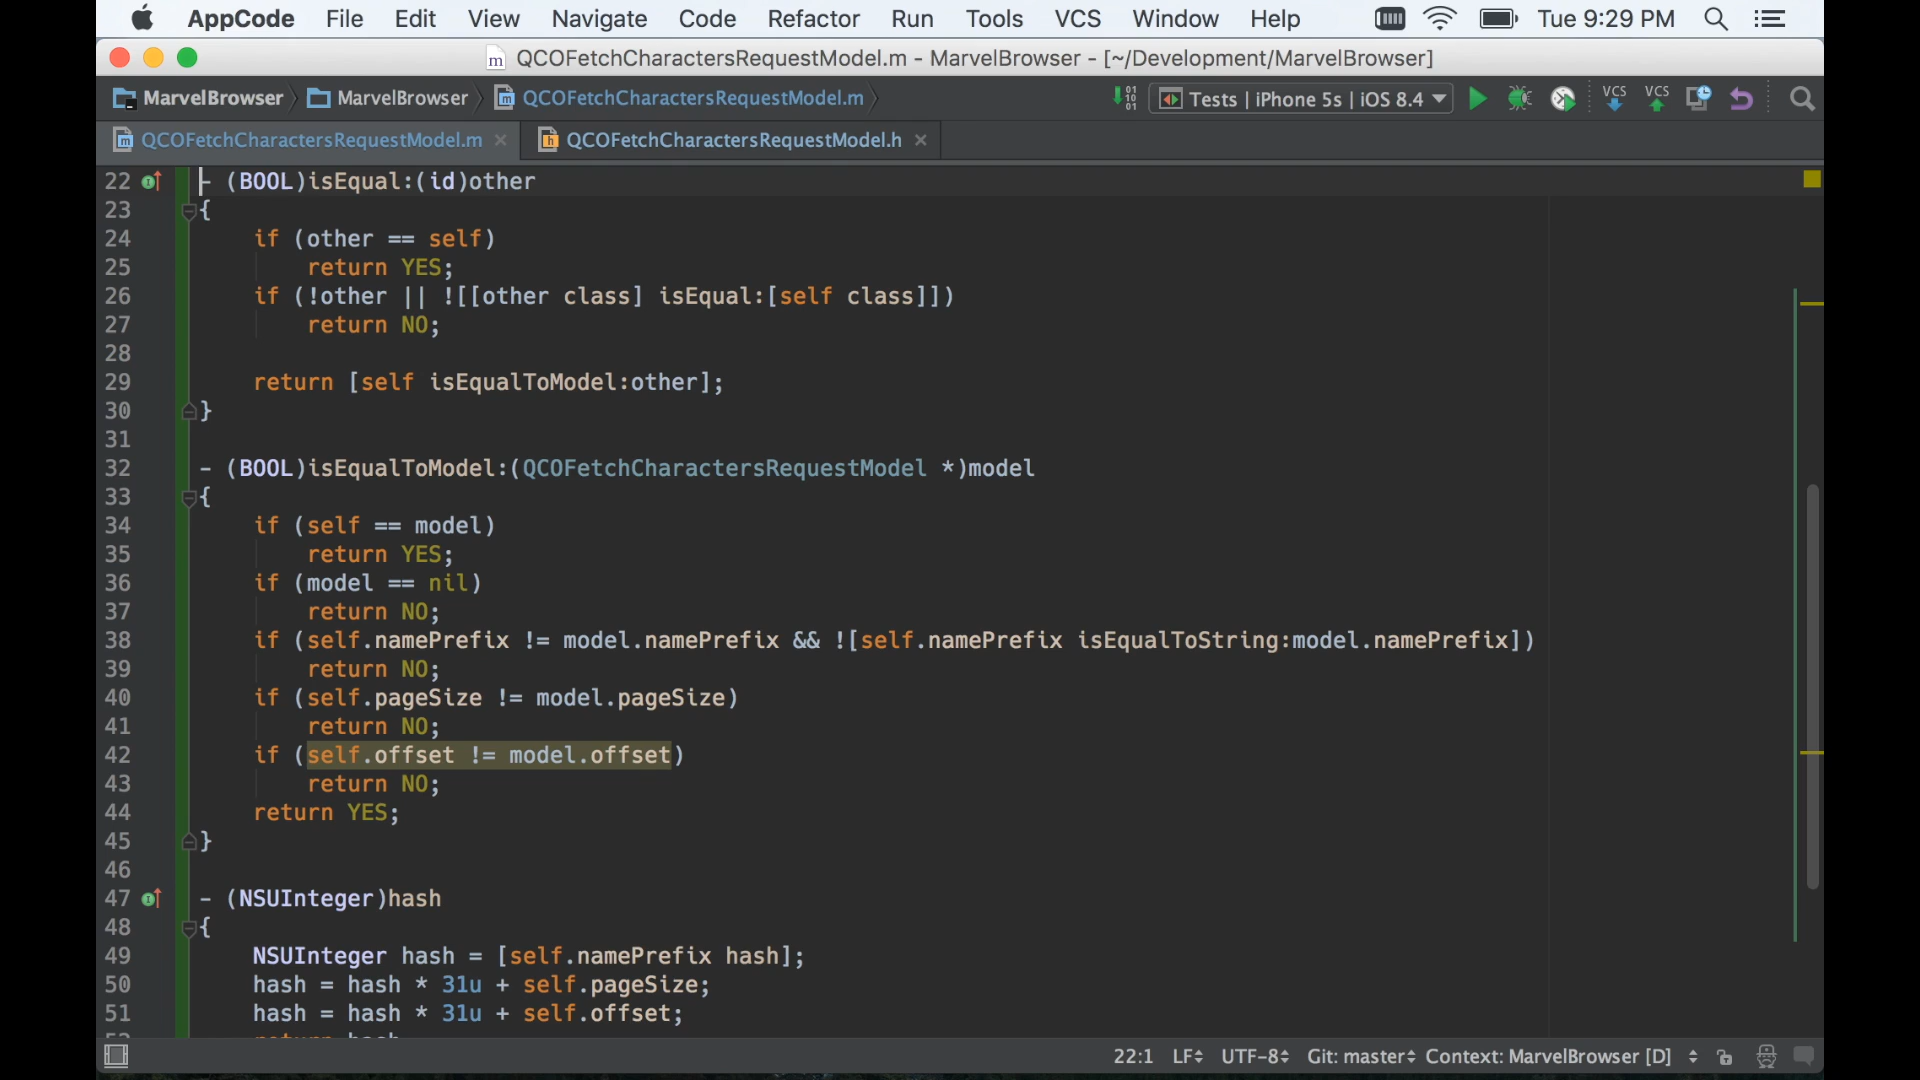 AppCode File Edit View Navigate Code Refactor Run Tools VCS Window Help Tue 9:29 PM
QCOFetchCharactersRequestModel.m - MarvelBrowser - [~/Development/MarvelBrowser]
MarvelBrowser MarvelBrowser QCOFetchCharactersRequestModel.m Tests | iPhone 5s | iOS 8.4 VCS VCS
QCOFetchCharactersRequestModel.m QCOFetchCharactersRequestModel.h
22 - (BOOL)isEqual:(id)other
23 {
24 if (other == self)
25 return YES;
26 if (!other || ![[other class] isEqual:[self class]])
27 return NO;
28
29 return [self isEqualToModel:other];
30 }
31
32 - (BOOL)isEqualToModel:(QCOFetchCharactersRequestModel *)model
33 {
34 if (self == model)
35 return YES;
36 if (model == nil)
37 return NO;
38 if (self.namePrefix != model.namePrefix && ![self.namePrefix isEqualToString:model.namePrefix])
39 return NO;
40 if (self.pageSize != model.pageSize)
41 return NO;
42 if (self.offset != model.offset)
43 return NO;
44 return YES;
45 }
46
47 - (NSUInteger)hash
48 {
49 NSUInteger hash = [self.namePrefix hash];
50 hash = hash * 31u + self.pageSize;
51 hash = hash * 31u + self.offset;
22:1 LF UTF-8 Git: master Context: MarvelBrowser [D]